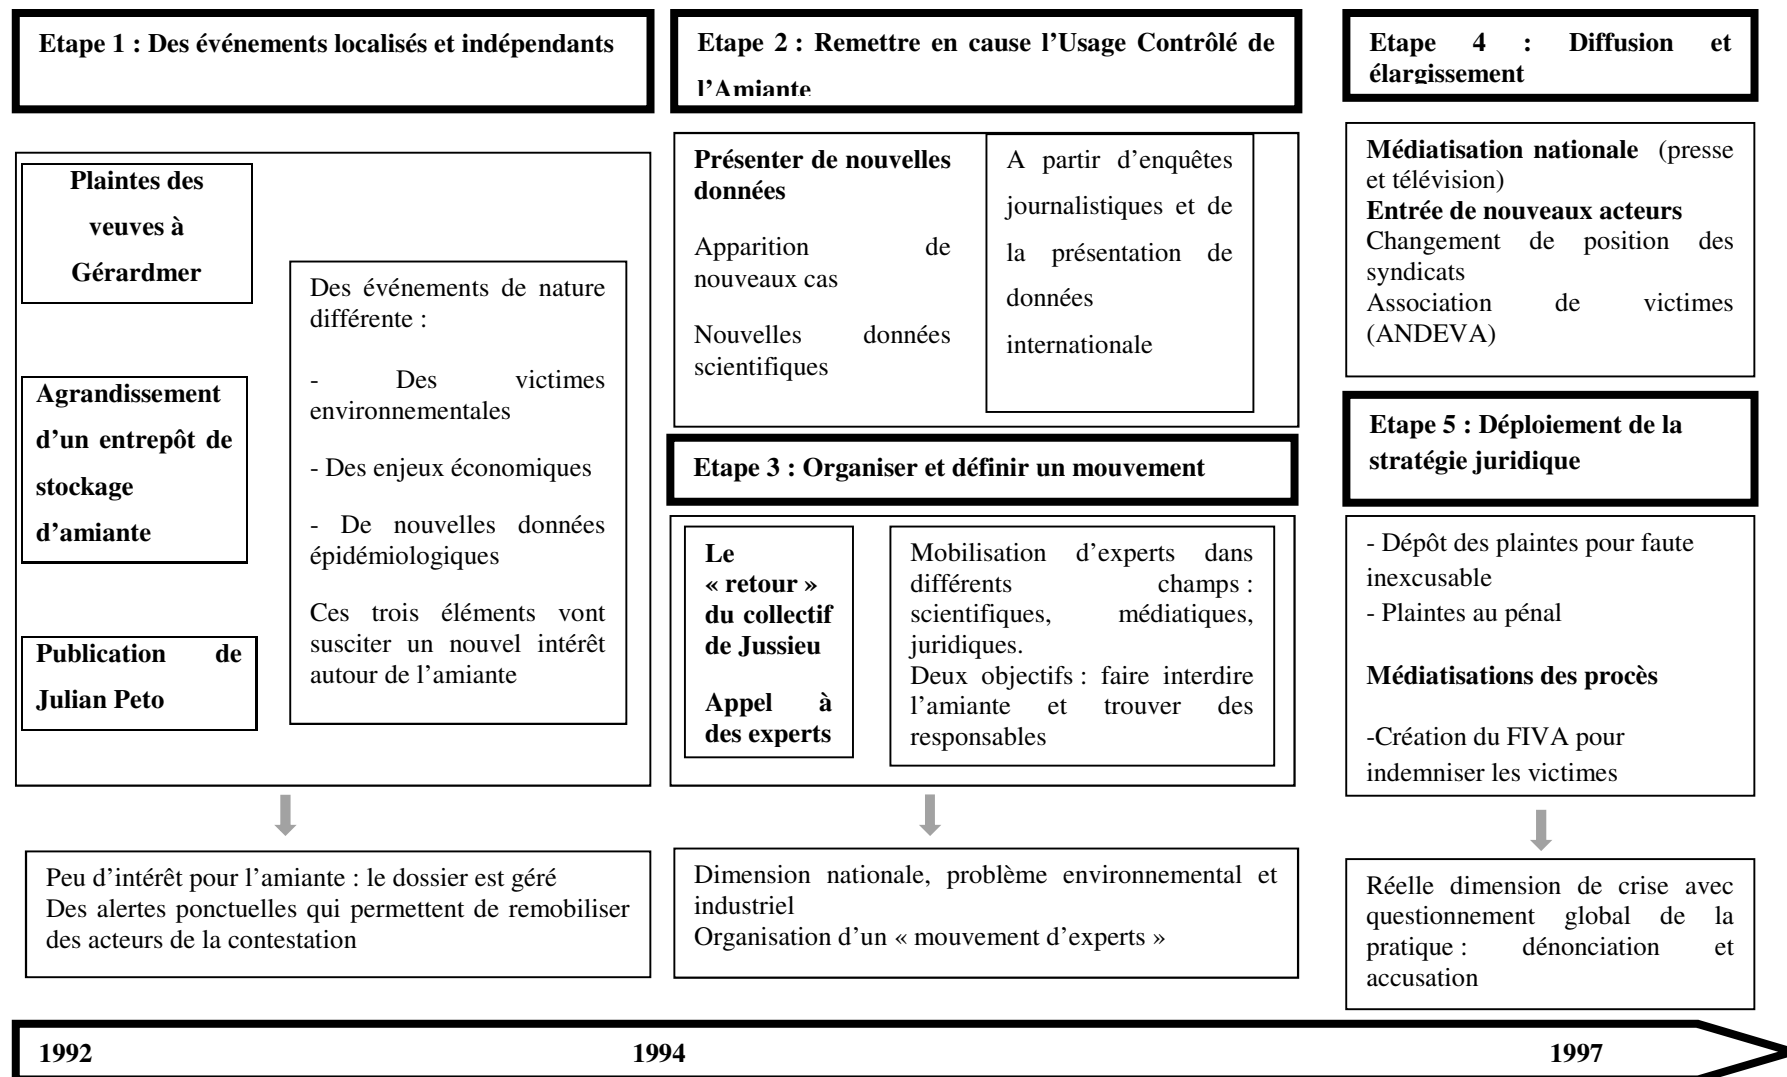 Etape 1 : Des événements localisés et indépendants
Plaintes des
veuves à
Gérardmer
Agrandissement
d’un entrepôt de
stockage
d’amiante
Publication de
Julian Peto
Des événements de nature
différente :
- Des victimes
environnementales
- Des enjeux économiques
- De nouvelles données
épidémiologiques
Ces trois éléments vont
susciter un nouvel intérêt
autour de l’amiante
Peu d’intérêt pour l’amiante : le dossier est géré
Des alertes ponctuelles qui permettent de remobiliser
des acteurs de la contestation
Etape 2 : Remettre en cause l’Usage Contrôlé de
l’Amiante
Présenter de nouvelles
données
Apparition de
nouveaux cas
Nouvelles données
scientifiques
A partir d’enquêtes
journalistiques et de
la présentation de
données
internationale
Etape 3 : Organiser et définir un mouvement
Le
« retour »
du collectif
de Jussieu
Appel à
des experts
Mobilisation d’experts dans
différents champs :
scientifiques, médiatiques,
juridiques.
Deux objectifs : faire interdire
l’amiante et trouver des
responsables
Dimension nationale, problème environnemental et
industriel
Organisation d’un « mouvement d’experts »
Etape 4 : Diffusion et
élargissement
Médiatisation nationale (presse
et télévision)
Entrée de nouveaux acteurs
Changement de position des
syndicats
Association de victimes
(ANDEVA)
Etape 5 : Déploiement de la
stratégie juridique
- Dépôt des plaintes pour faute
inexcusable
- Plaintes au pénal
Médiatisations des procès
-Création du FIVA pour
indemniser les victimes
Réelle dimension de crise avec
questionnement global de la
pratique : dénonciation et
accusation
1992 1994 1997